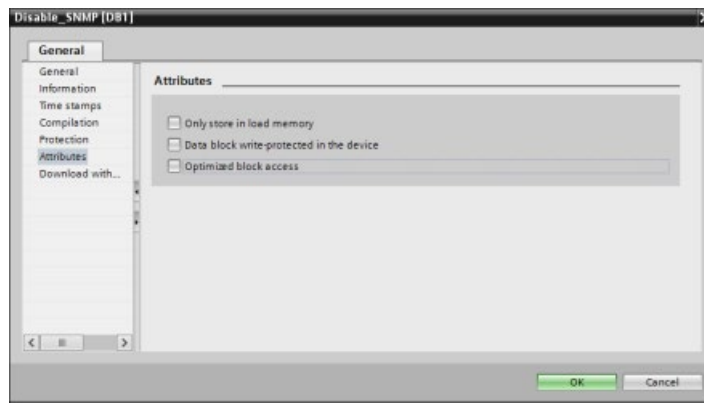 Disable_SNMP [DB1]
General
General
Information
Time stamps
Compilation
Protection
Attributes
Download with...
Attributes
Only store in load memory
Data block write-protected in the device
Optimized block access
OK
Cancel